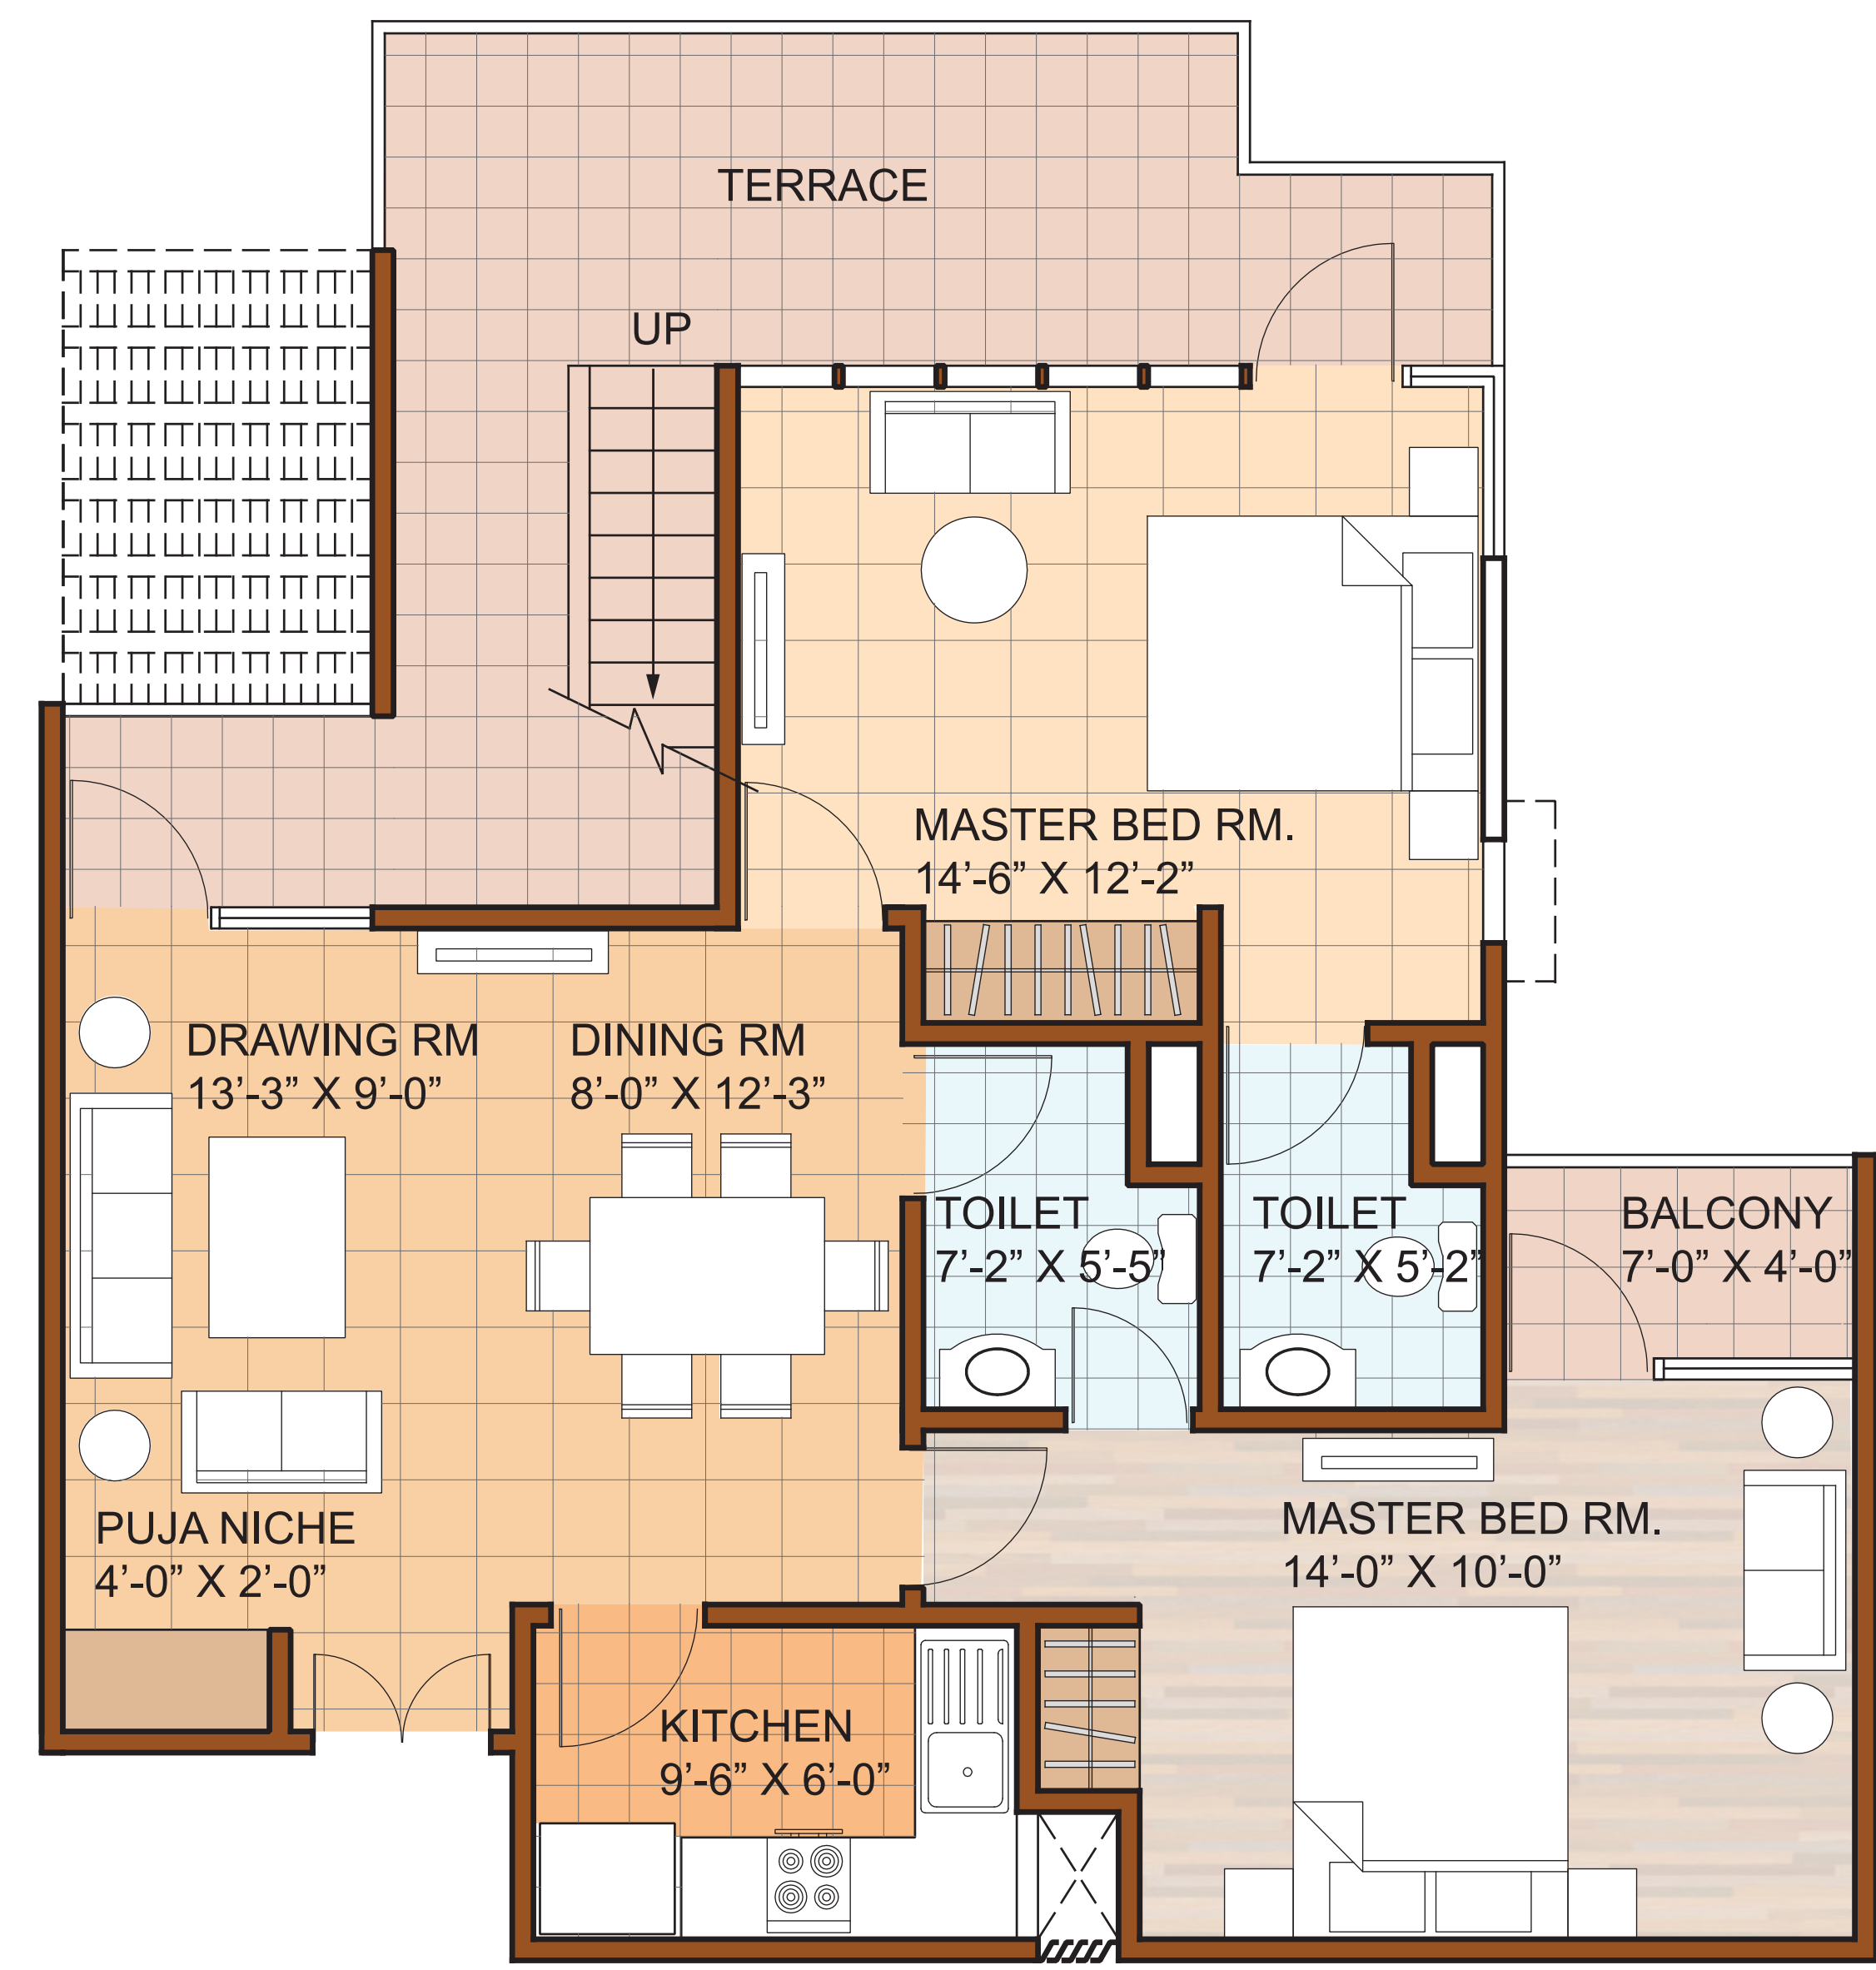 TERRACE
UP
MASTER BED RM.
14’-6” X 12’-2”
DRAWING RM
13’-3” X 9’-0”
DINING RM
8’-0” X 12’-3”
TOILET
7’-2” X 5’-5”
TOILET
7’-2” X 5’-2”
BALCONY
7’-0” X 4’-0”
PUJA NICHE
4’-0” X 2’-0”
MASTER BED RM.
14’-0” X 10’-0”
KITCHEN
9’-6” X 6’-0”